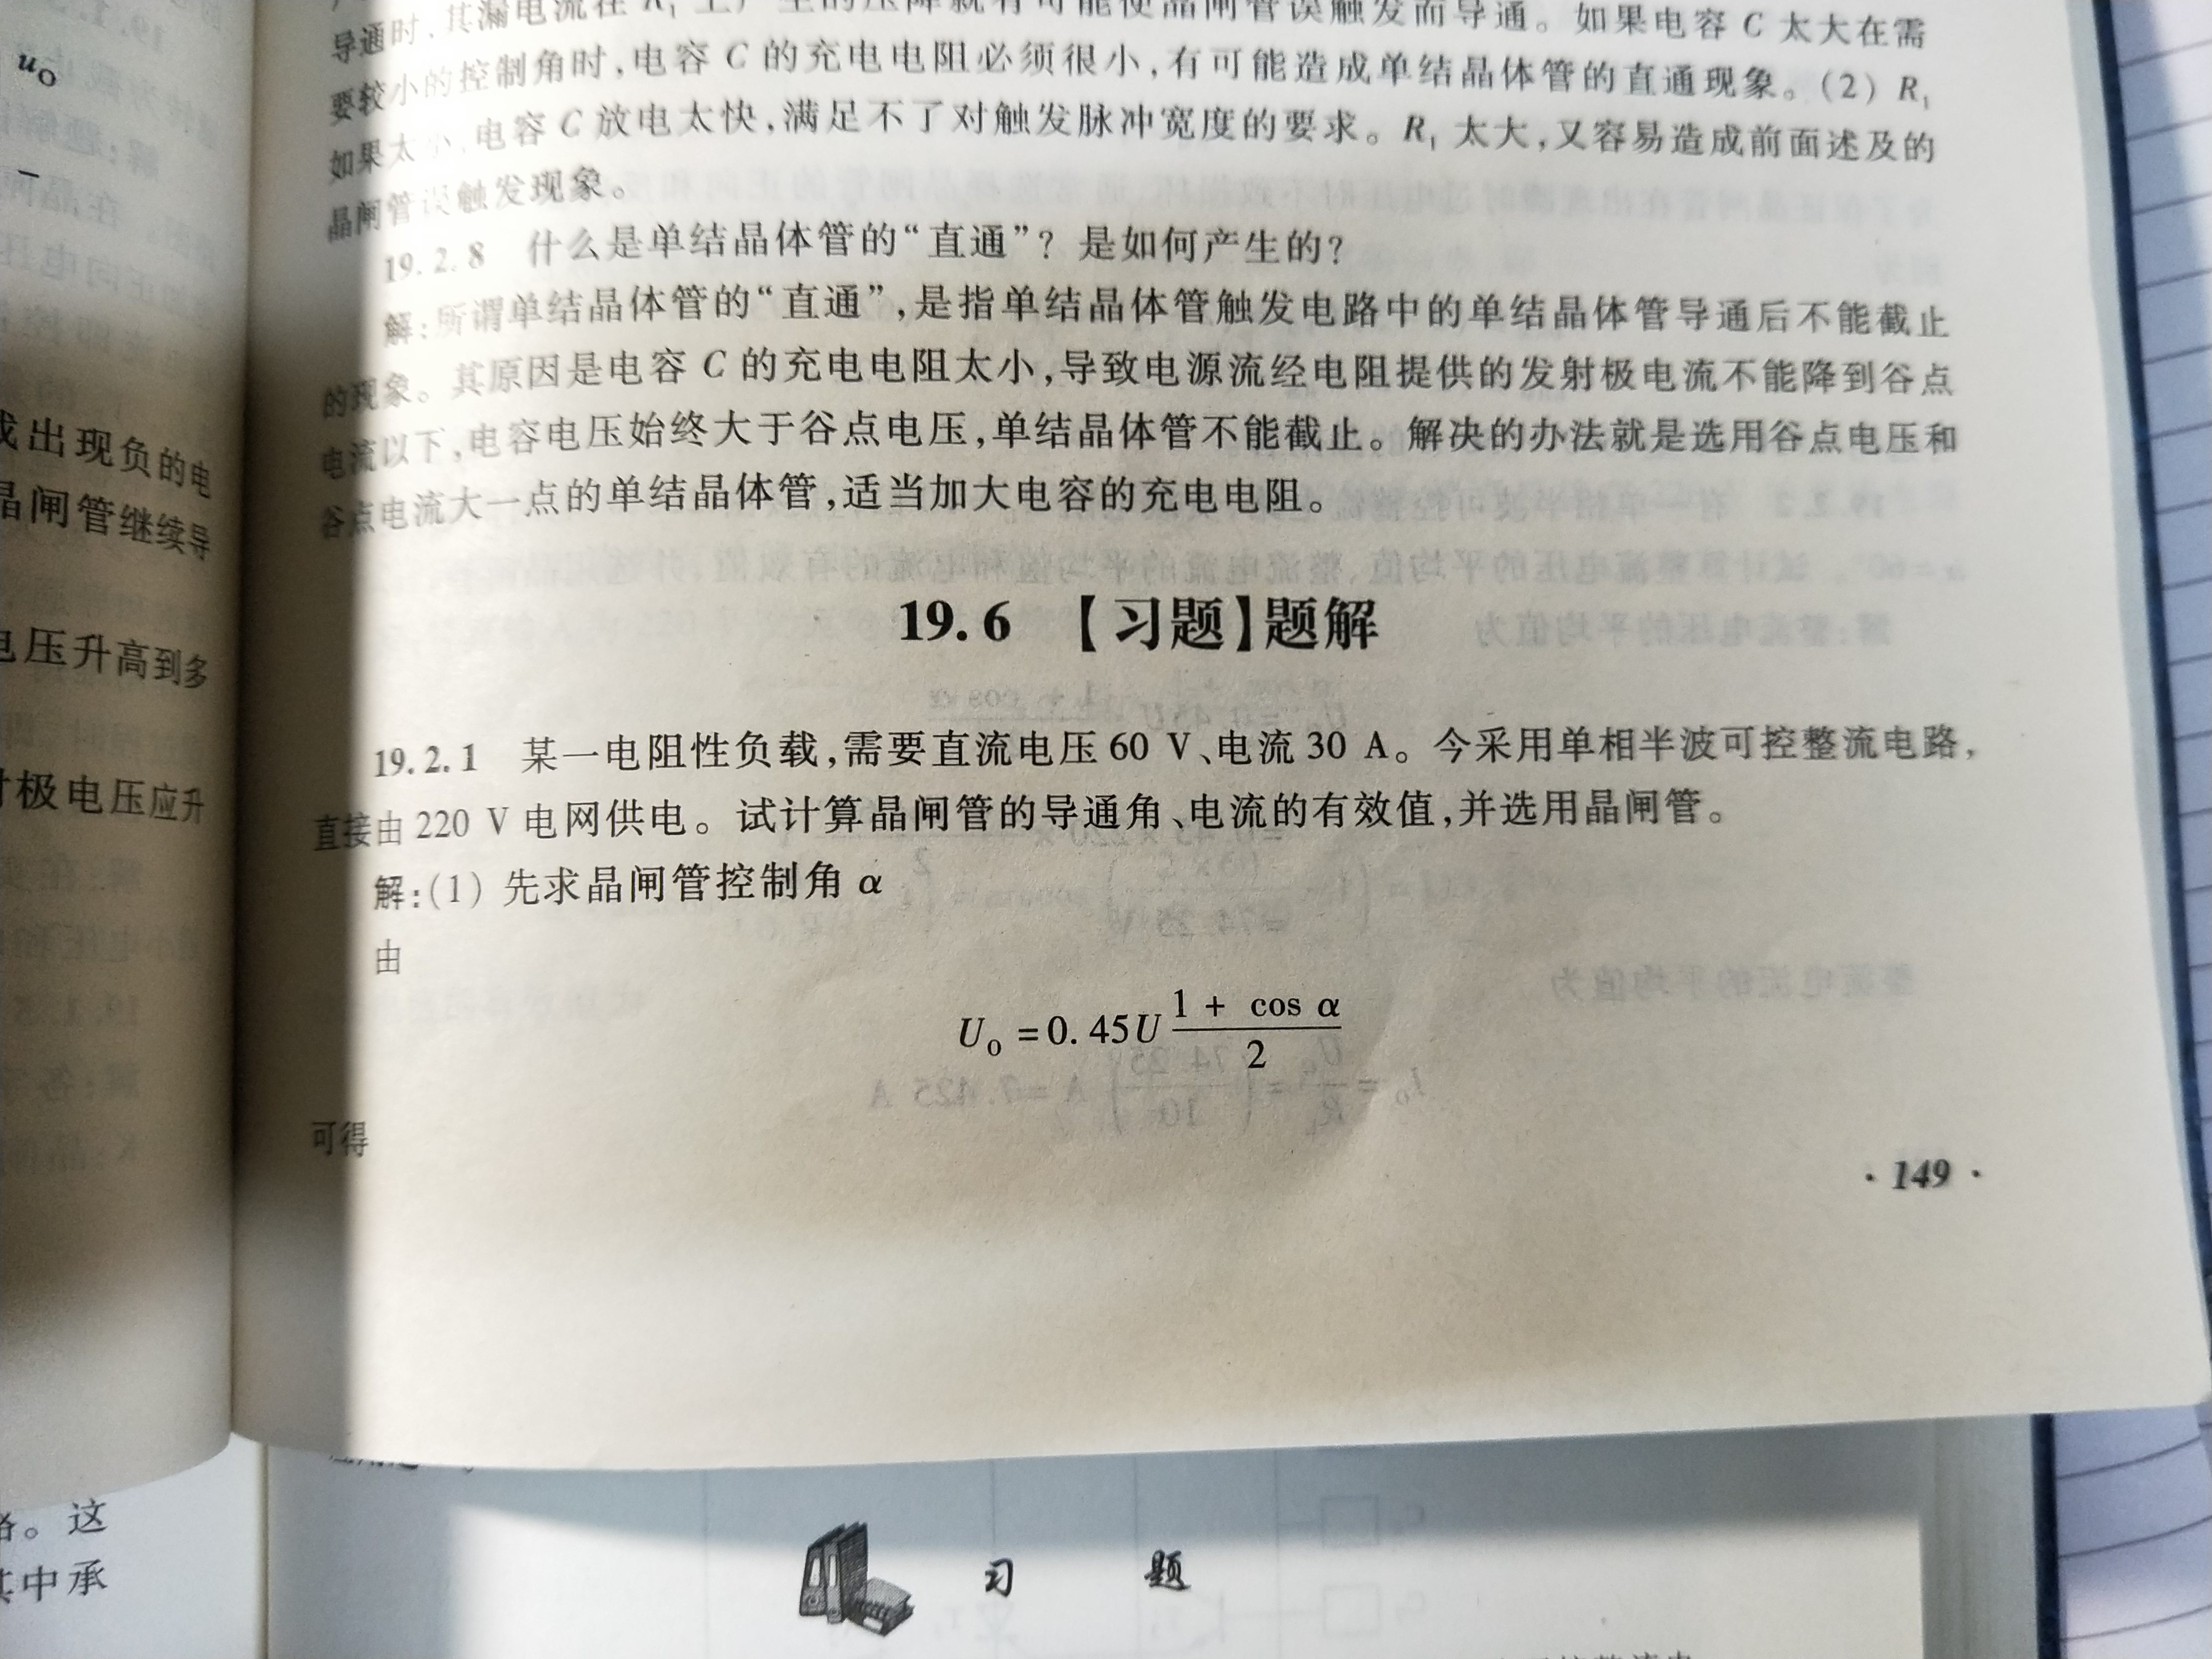 u₀
戏出现负的电
晶闸管继续导
电压升高到多
极电压应升
导通时，其漏电流在 R₁ 上产生的压降就有可能使晶闸管误触发而导通。如果电容 C 太大在需
要较小的控制角时，电容 C 的充电电阻必须很小，有可能造成单结晶体管的直通现象。(2) R₁
如果太小，电容 C 放电太快，满足不了对触发脉冲宽度的要求。R₁ 太大，又容易造成前面述及的
晶闸管误触发现象。
19.2.8 什么是单结晶体管的“直通”？是如何产生的？
解：所谓单结晶体管的“直通”，是指单结晶体管触发电路中的单结晶体管导通后不能截止
的现象。其原因是电容 C 的充电电阻太小，导致电源流经电阻提供的发射极电流不能降到谷点
电流以下，电容电压始终大于谷点电压，单结晶体管不能截止。解决的办法就是选用谷点电压和
谷点电流大一点的单结晶体管，适当加大电容的充电电阻。
19.6 【习题】题解
19.2.1 某一电阻性负载，需要直流电压 60 V、电流 30 A。今采用单相半波可控整流电路，
直接由 220 V 电网供电。试计算晶闸管的导通角、电流的有效值，并选用晶闸管。
解：(1) 先求晶闸管控制角 α
由
U₀ = 0.45U (1 + cos α)/2
可得
· 149 ·
。这
中承
习 题